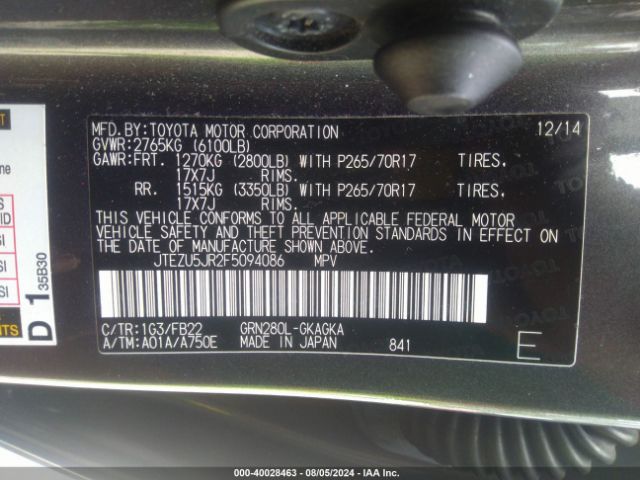 MFD.BY:TOYOTA MOTOR CORPORATION 12/14
GVWR:2765KG (6100LB)
GAWR:FRT. 1270KG (2800LB) WITH P265/70R17 TIRES.
17X7J RIMS.
RR. 1515KG (3350LB) WITH P265/70R17 TIRES.
17X7J RIMS.
THIS VEHICLE CONFORMS TO ALL APPLICABLE FEDERAL MOTOR
VEHICLE SAFETY AND THEFT PREVENTION STANDARDS IN EFFECT ON
THE DATE OF MANUFACTURE SHOWN ABOVE.
JTEZU5JR2F5094086 MPV
C/TR:1G3/FB22 GRN280L-GKAGKA
A/TM:A01A/A750E MADE IN JAPAN 841
E
D 1 35B30
000-40028463 - 08/05/2024 - IAA Inc.